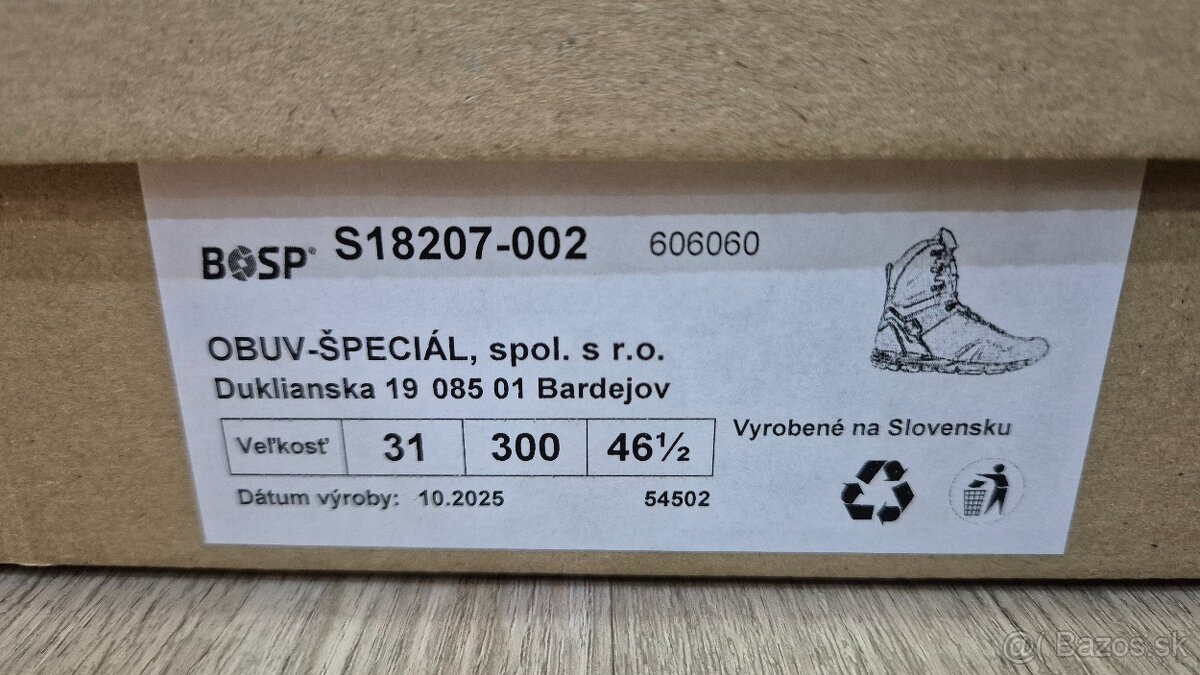 BOSP® S18207-002 606060
OBUV-ŠPECIÁL, spol. s r.o.
Duklianska 19 085 01 Bardejov
Veľkosť 31 300 46½
Vyrobené na Slovensku
Dátum výroby: 10.2025 54502
@ Bazos.sk